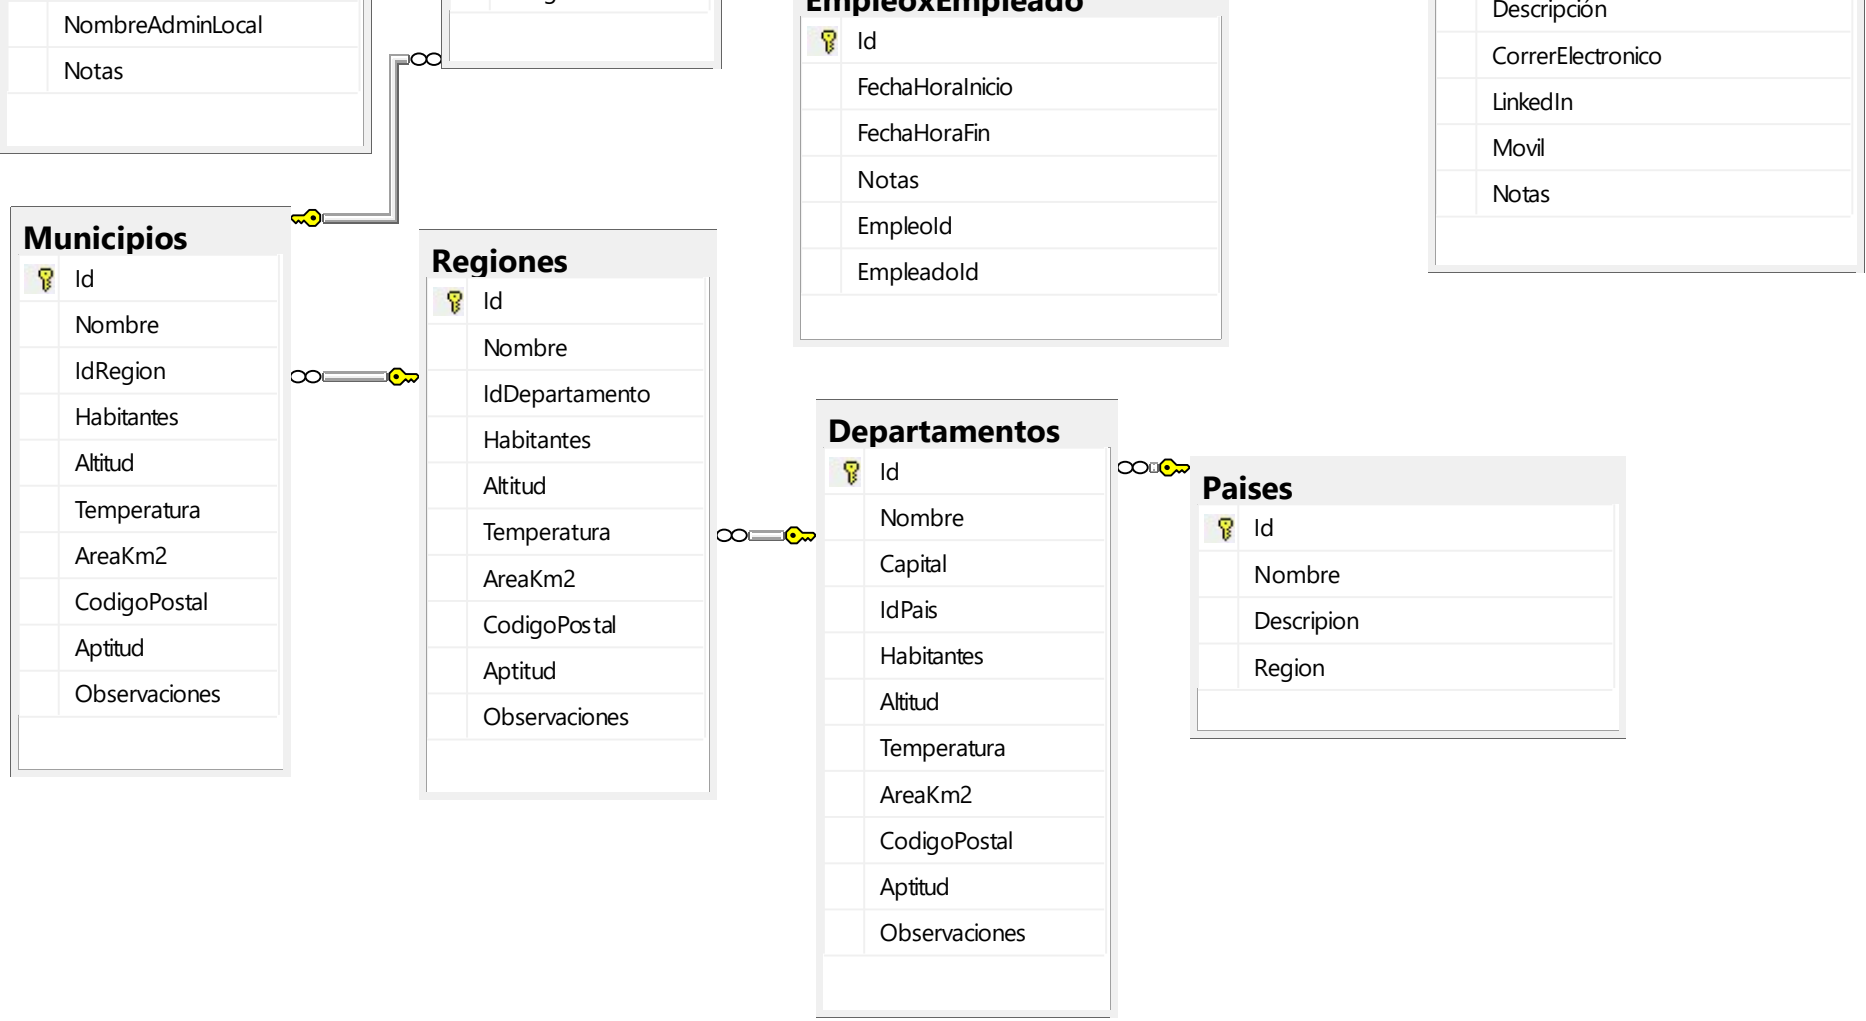 NombreAdminLocal
Notas
EmpleoxEmpleado
Id
FechaHoraInicio
FechaHoraFin
Notas
EmpleoId
EmpleadoId
Descripción
CorrerElectronico
LinkedIn
Movil
Notas
Municipios
Id
Nombre
IdRegion
Habitantes
Altitud
Temperatura
AreaKm2
CodigoPostal
Aptitud
Observaciones
Regiones
Id
Nombre
IdDepartamento
Habitantes
Altitud
Temperatura
AreaKm2
CodigoPostal
Aptitud
Observaciones
Departamentos
Id
Nombre
Capital
IdPais
Habitantes
Altitud
Temperatura
AreaKm2
CodigoPostal
Aptitud
Observaciones
Paises
Id
Nombre
Descripion
Region